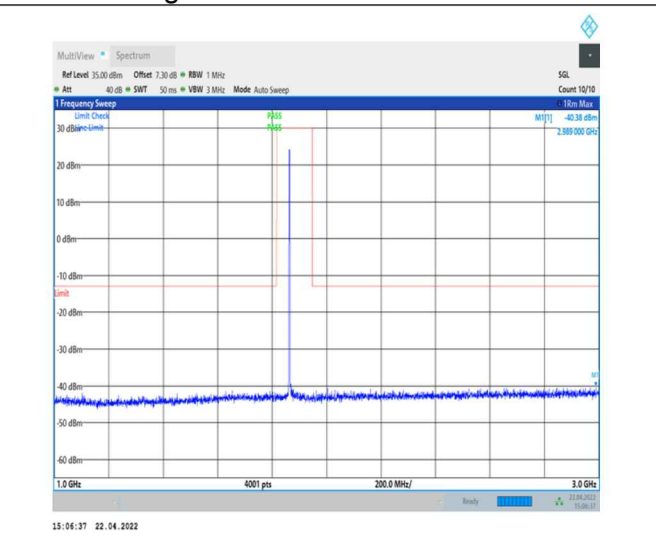 MultiView Spectrum
Ref Level 35.00 dBm Offset 7.30 dB RBW 1 MHz SGL
Att 40 dB SWT 50 ms VBW 3 MHz Mode Auto Sweep Count 10/10
1 Frequency Sweep 1Rm Max
Limit Check PASS M1[1] -40.38 dBm
30 dBm Line Limit PASS 2.989 000 GHz
20 dBm
10 dBm
0 dBm
-10 dBm
Limit
-20 dBm
-30 dBm
M1
-40 dBm
-50 dBm
-60 dBm
1.0 GHz 4001 pts 200.0 MHz/ 3.0 GHz
Ready 22.04.2022
15:06:37
15:06:37 22.04.2022